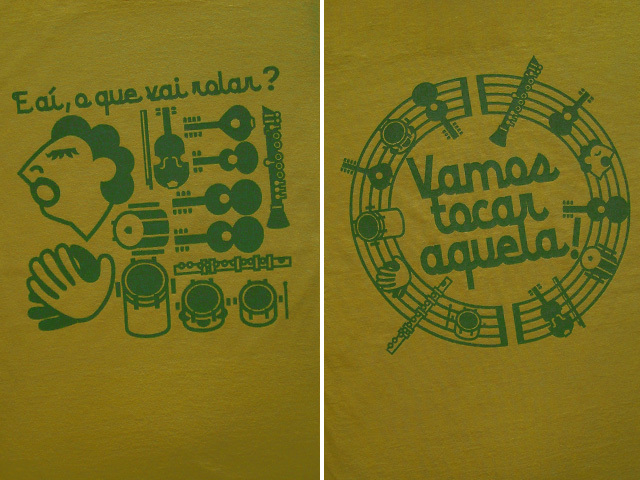 E aí, o que vai rolar?
Vamos
tocar
aquela!